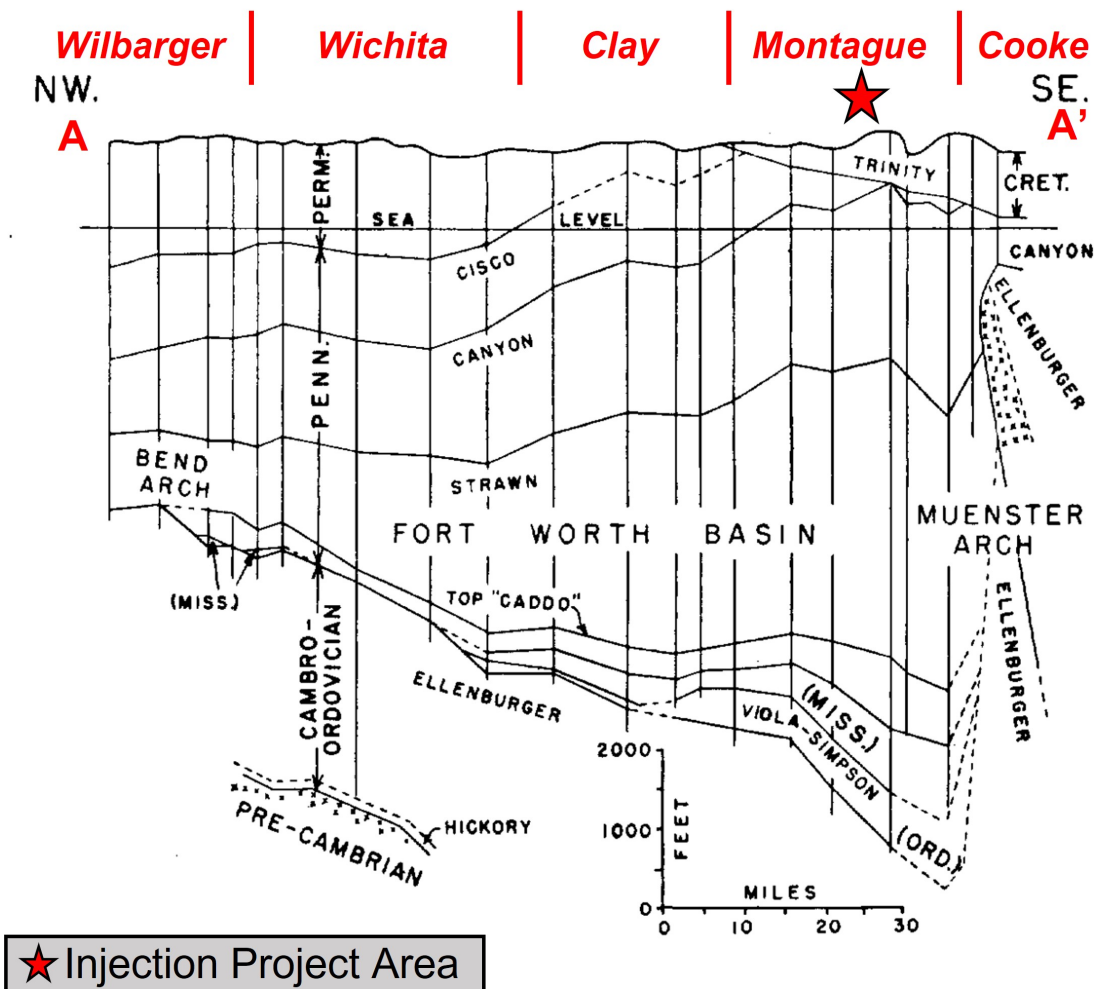 Wilbarger
Wichita
Clay
Montague
Cooke
NW.
SE.
A
A'
PERM.
TRINITY
CRET.
SEA
LEVEL
CISCO
CANYON
CANYON
PENN.
ELLENBURGER
STRAWN
BEND
ARCH
FORT WORTH BASIN
MUENSTER
ARCH
(MISS.)
TOP "CADDO"
CAMBRO-
ORDOVICIAN
ELLENBURGER
ELLENBURGER
(MISS.)
VIOLA-SIMPSON
(ORD.)
HICKORY
PRE-CAMBRIAN
2000
1000
0
FEET
MILES
0 10 20 30
Injection Project Area